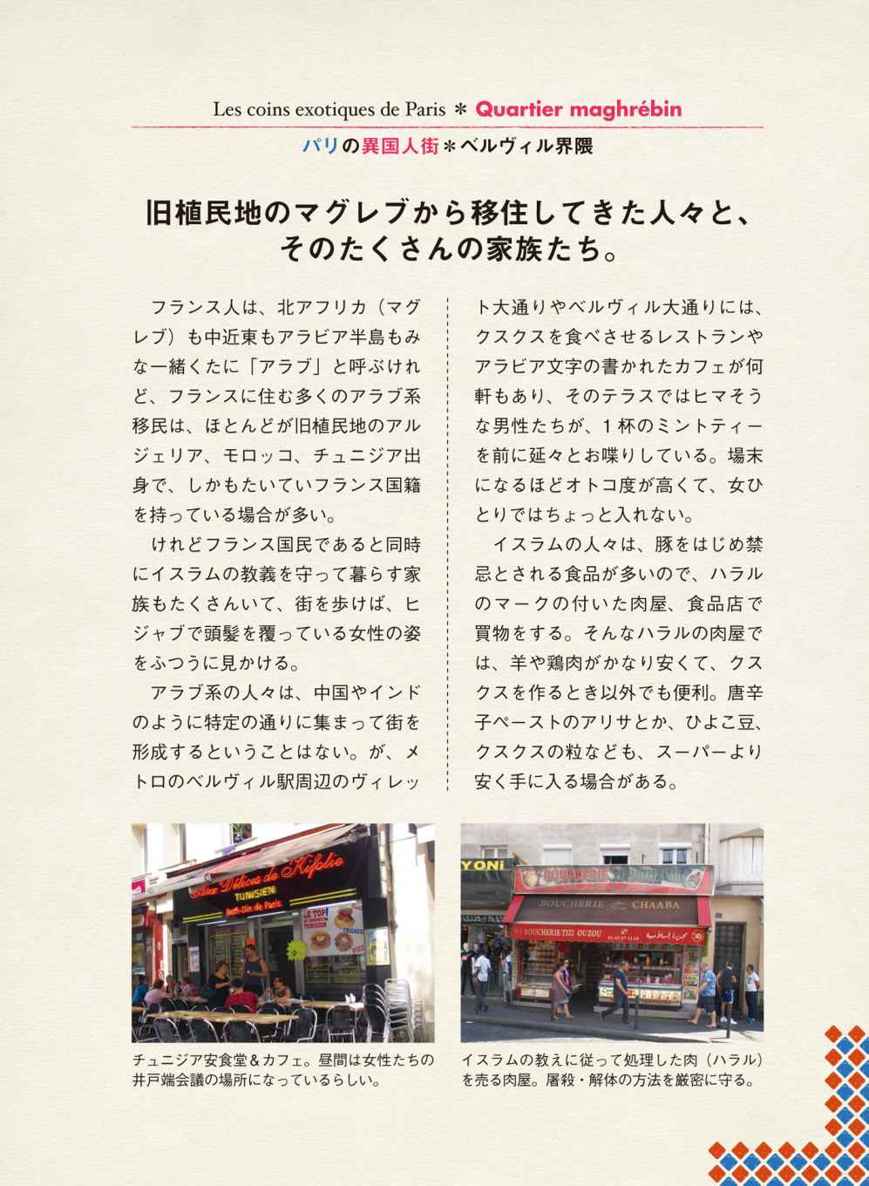 Les coins exotiques de Paris * Quartier maghrébin
パリの異国人街*ベルヴィル界隈
旧植民地のマグレブから移住してきた人々と、
そのたくさんの家族たち。
フランス人は、北アフリカ（マグ
レブ）も中近東もアラビア半島もみ
な一緒くたに「アラブ」と呼ぶけれ
ど、フランスに住む多くのアラブ系
移民は、ほとんどが旧植民地のアル
ジェリア、モロッコ、チュニジア出
身で、しかもたいていフランス国籍
を持っている場合が多い。
けれどフランス国民であると同時
にイスラムの教義を守って暮らす家
族もたくさんいて、街を歩けば、ヒ
ジャブで頭髪を覆っている女性の姿
をふつうに見かける。
アラブ系の人々は、中国やインド
のように特定の通りに集まって街を
形成するということはない。が、メ
トロのベルヴィル駅周辺のヴィレッ
ト大通りやベルヴィル大通りには、
クスクスを食べさせるレストランや
アラビア文字の書かれたカフェが何
軒もあり、そのテラスではヒマそう
な男性たちが、1杯のミントティー
を前に延々とお喋りしている。場末
になるほどオトコ度が高くて、女ひ
とりではちょっと入れない。
イスラムの人々は、豚をはじめ禁
忌とされる食品が多いので、ハラル
のマークの付いた肉屋、食品店で
買物をする。そんなハラルの肉屋で
は、羊や鶏肉がかなり安くて、クス
クスを作るとき以外でも便利。唐辛
子ペーストのアリサとか、ひよこ豆、
クスクスの粒なども、スーパーより
安く手に入る場合がある。
Aux Délices de Kifolie
TUNISIEN
YONI
BOUCHERIE CHAABA
BOUCHERIE TIZI OUZOU
チュニジア安食堂＆カフェ。昼間は女性たちの
井戸端会議の場所になっているらしい。
イスラムの教えに従って処理した肉（ハラル）
を売る肉屋。屠殺・解体の方法を厳密に守る。